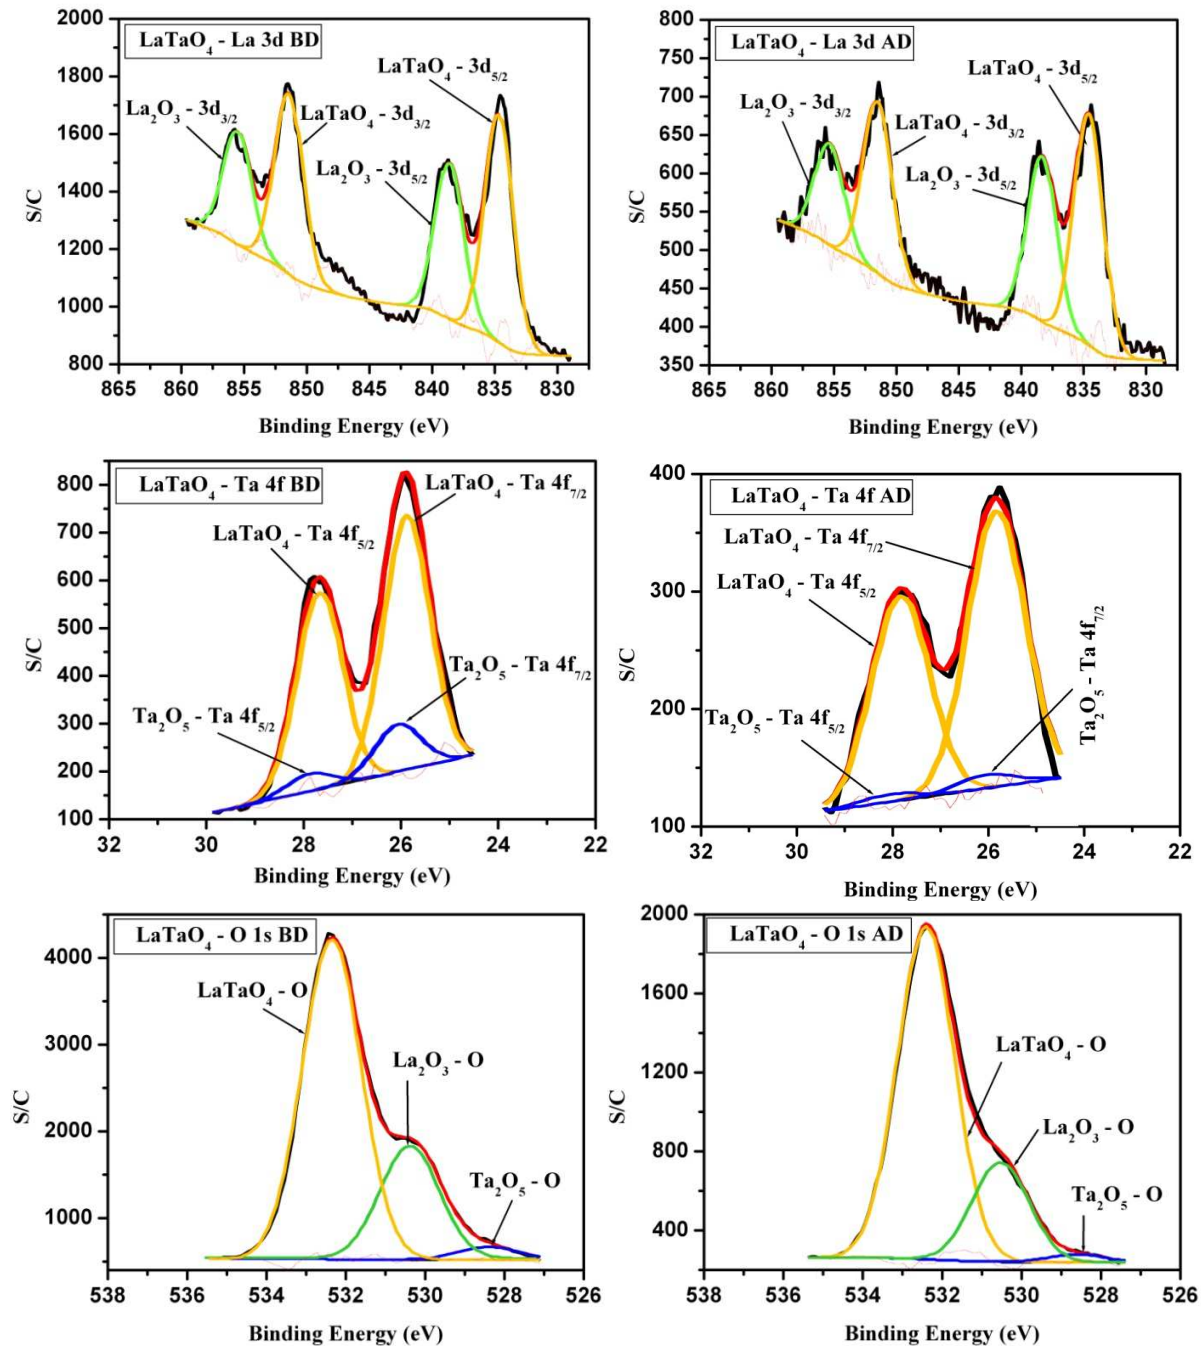 LaTaO4 - La 3d BD
LaTaO4 - 3d5/2
La2O3 - 3d3/2
LaTaO4 - 3d3/2
La2O3 - 3d5/2
S/C
2000
1800
1600
1400
1200
1000
800
865 860 855 850 845 840 835 830
Binding Energy (eV)
LaTaO4 - La 3d AD
LaTaO4 - 3d5/2
La2O3 - 3d3/2
LaTaO4 - 3d3/2
La2O3 - 3d5/2
S/C
800
750
700
650
600
550
500
450
400
350
865 860 855 850 845 840 835 830
Binding Energy (eV)
LaTaO4 - Ta 4f BD
LaTaO4 - Ta 4f7/2
LaTaO4 - Ta 4f5/2
Ta2O5 - Ta 4f7/2
Ta2O5 - Ta 4f5/2
S/C
800
700
600
500
400
300
200
100
30 28 26 24 22
Binding Energy (eV)
LaTaO4 - Ta 4f AD
LaTaO4 - Ta 4f7/2
LaTaO4 - Ta 4f5/2
Ta2O5 - Ta 4f5/2
Ta2O5 - Ta 4f7/2
S/C
400
300
200
100
32 30 28 26 24 22
Binding Energy (eV)
LaTaO4 - O 1s BD
LaTaO4 - O
La2O3 - O
Ta2O5 - O
S/C
4000
3000
2000
1000
538 536 534 532 530 528 526
Binding Energy (eV)
LaTaO4 - O 1s AD
LaTaO4 - O
La2O3 - O
Ta2O5 - O
S/C
2000
1600
1200
800
400
538 536 534 532 530 528 526
Binding Energy (eV)